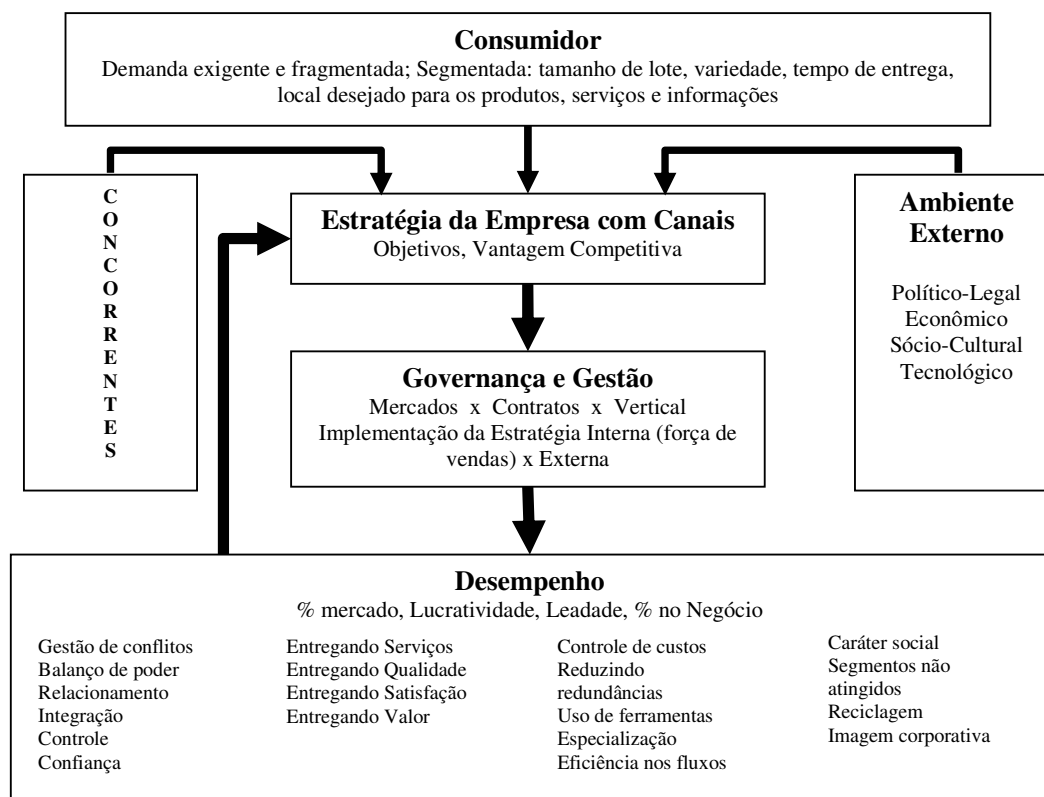 Consumidor
Demanda exigente e fragmentada; Segmentada: tamanho de lote, variedade, tempo de entrega,
local desejado para os produtos, serviços e informações
CONCORRENTES
Estratégia da Empresa com Canais
Objetivos, Vantagem Competitiva
Ambiente
Externo
Político-Legal
Econômico
Sócio-Cultural
Tecnológico
Governança e Gestão
Mercados x Contratos x Vertical
Implementação da Estratégia Interna (força de
vendas) x Externa
Desempenho
% mercado, Lucratividade, Leadade, % no Negócio
Gestão de conflitos
Balanço de poder
Relacionamento
Integração
Controle
Confiança
Entregando Serviços
Entregando Qualidade
Entregando Satisfação
Entregando Valor
Controle de custos
Reduzindo
redundâncias
Uso de ferramentas
Especialização
Eficiência nos fluxos
Caráter social
Segmentos não
atingidos
Reciclagem
Imagem corporativa